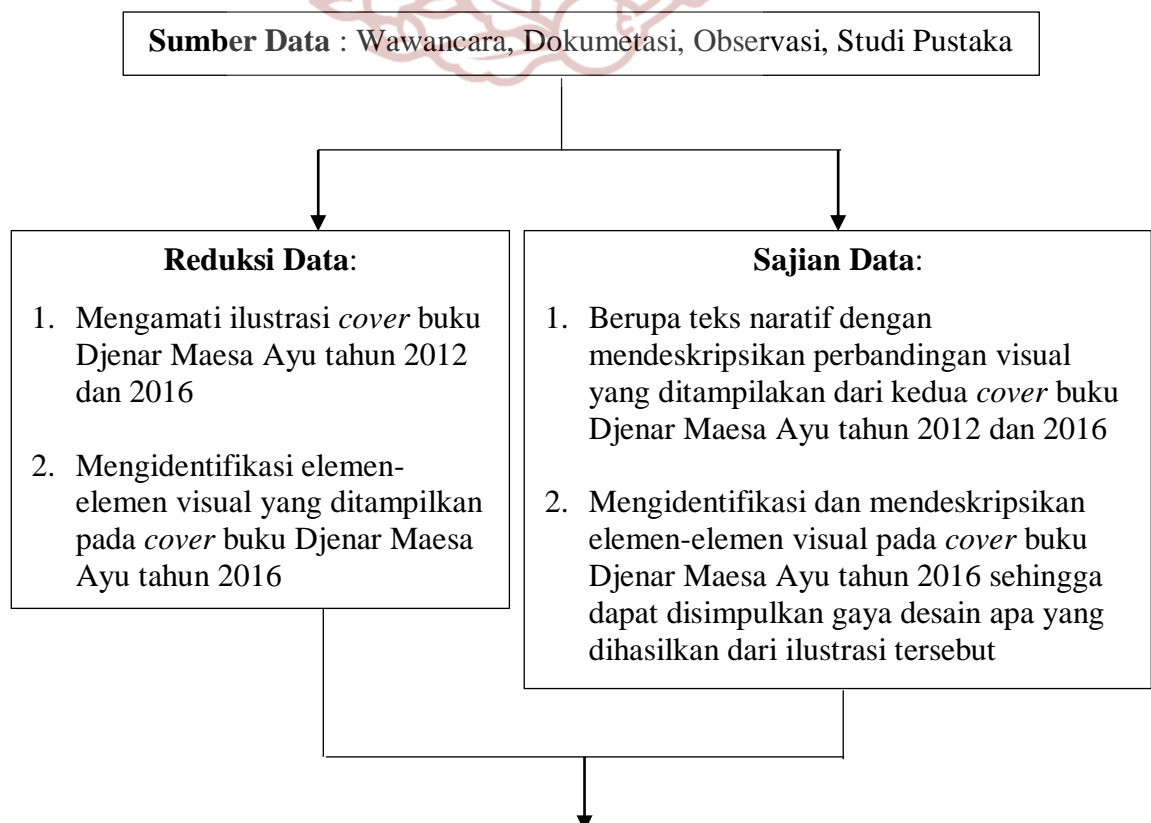 Sumber Data : Wawancara, Dokumetasi, Observasi, Studi Pustaka
Reduksi Data:
1. Mengamati ilustrasi cover buku
Djenar Maesa Ayu tahun 2012
dan 2016
2. Mengidentifikasi elemen-
elemen visual yang ditampilkan
pada cover buku Djenar Maesa
Ayu tahun 2016
Sajian Data:
1. Berupa teks naratif dengan
mendeskripsikan perbandingan visual
yang ditampilakan dari kedua cover buku
Djenar Maesa Ayu tahun 2012 dan 2016
2. Mengidentifikasi dan mendeskripsikan
elemen-elemen visual pada cover buku
Djenar Maesa Ayu tahun 2016 sehingga
dapat disimpulkan gaya desain apa yang
dihasilkan dari ilustrasi tersebut